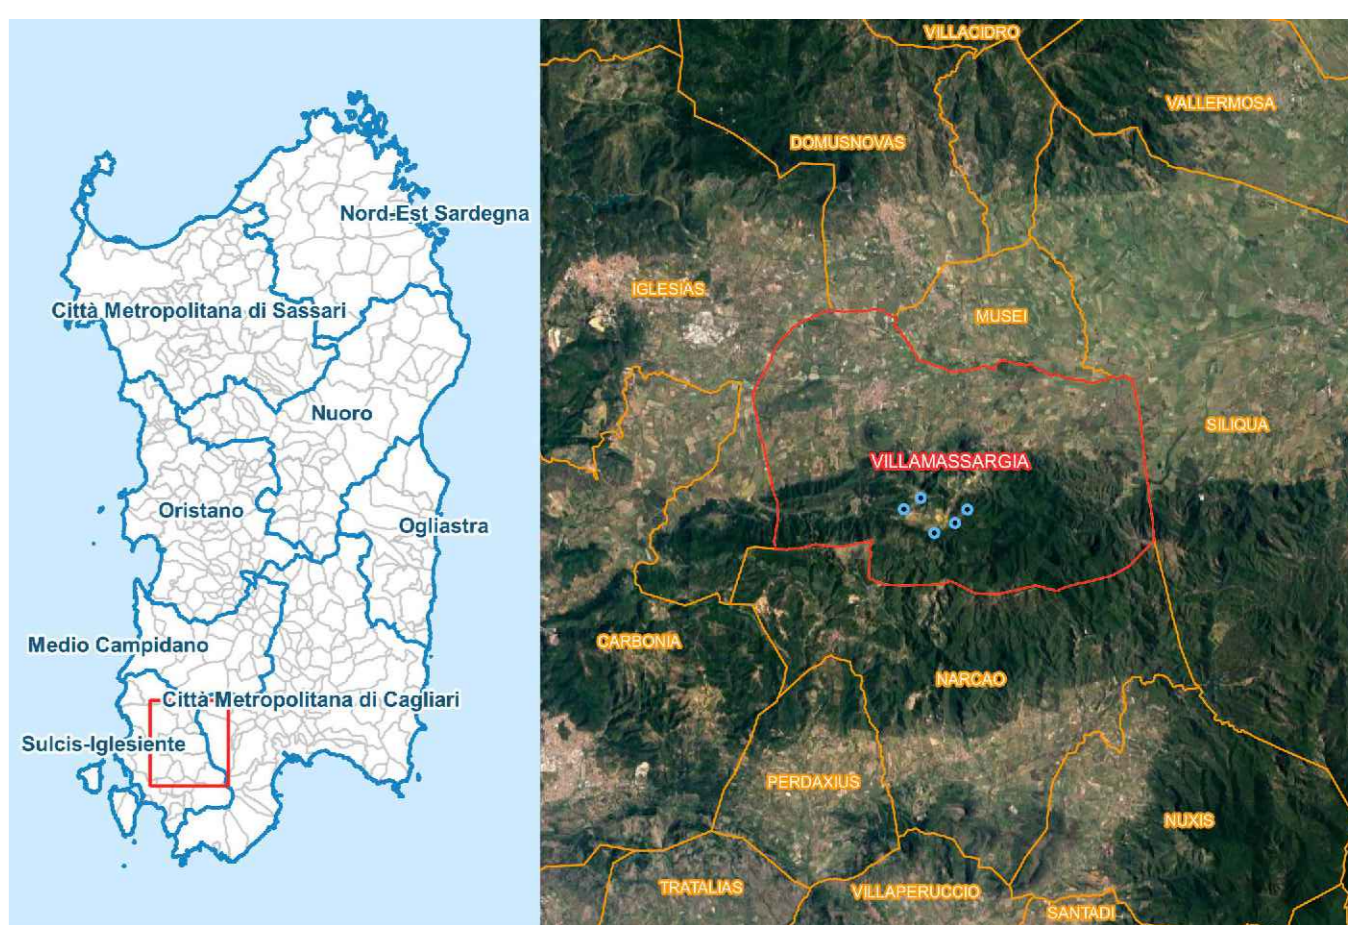 Nord-Est Sardegna
Città Metropolitana di Sassari
Nuoro
Oristano
Ogliastra
Medio Campidano
Città Metropolitana di Cagliari
Sulcis-Iglesiente
VILLACIDRO
VALLERMOSA
DOMUSNOVAS
IGLESIAS
MUSEI
SILIQUA
VILLAMASSARGIA
CARBONIA
NARCAO
PERDAXIUS
NUXIS
TRATALIAS
VILLAPERUCCIO
SANTADI